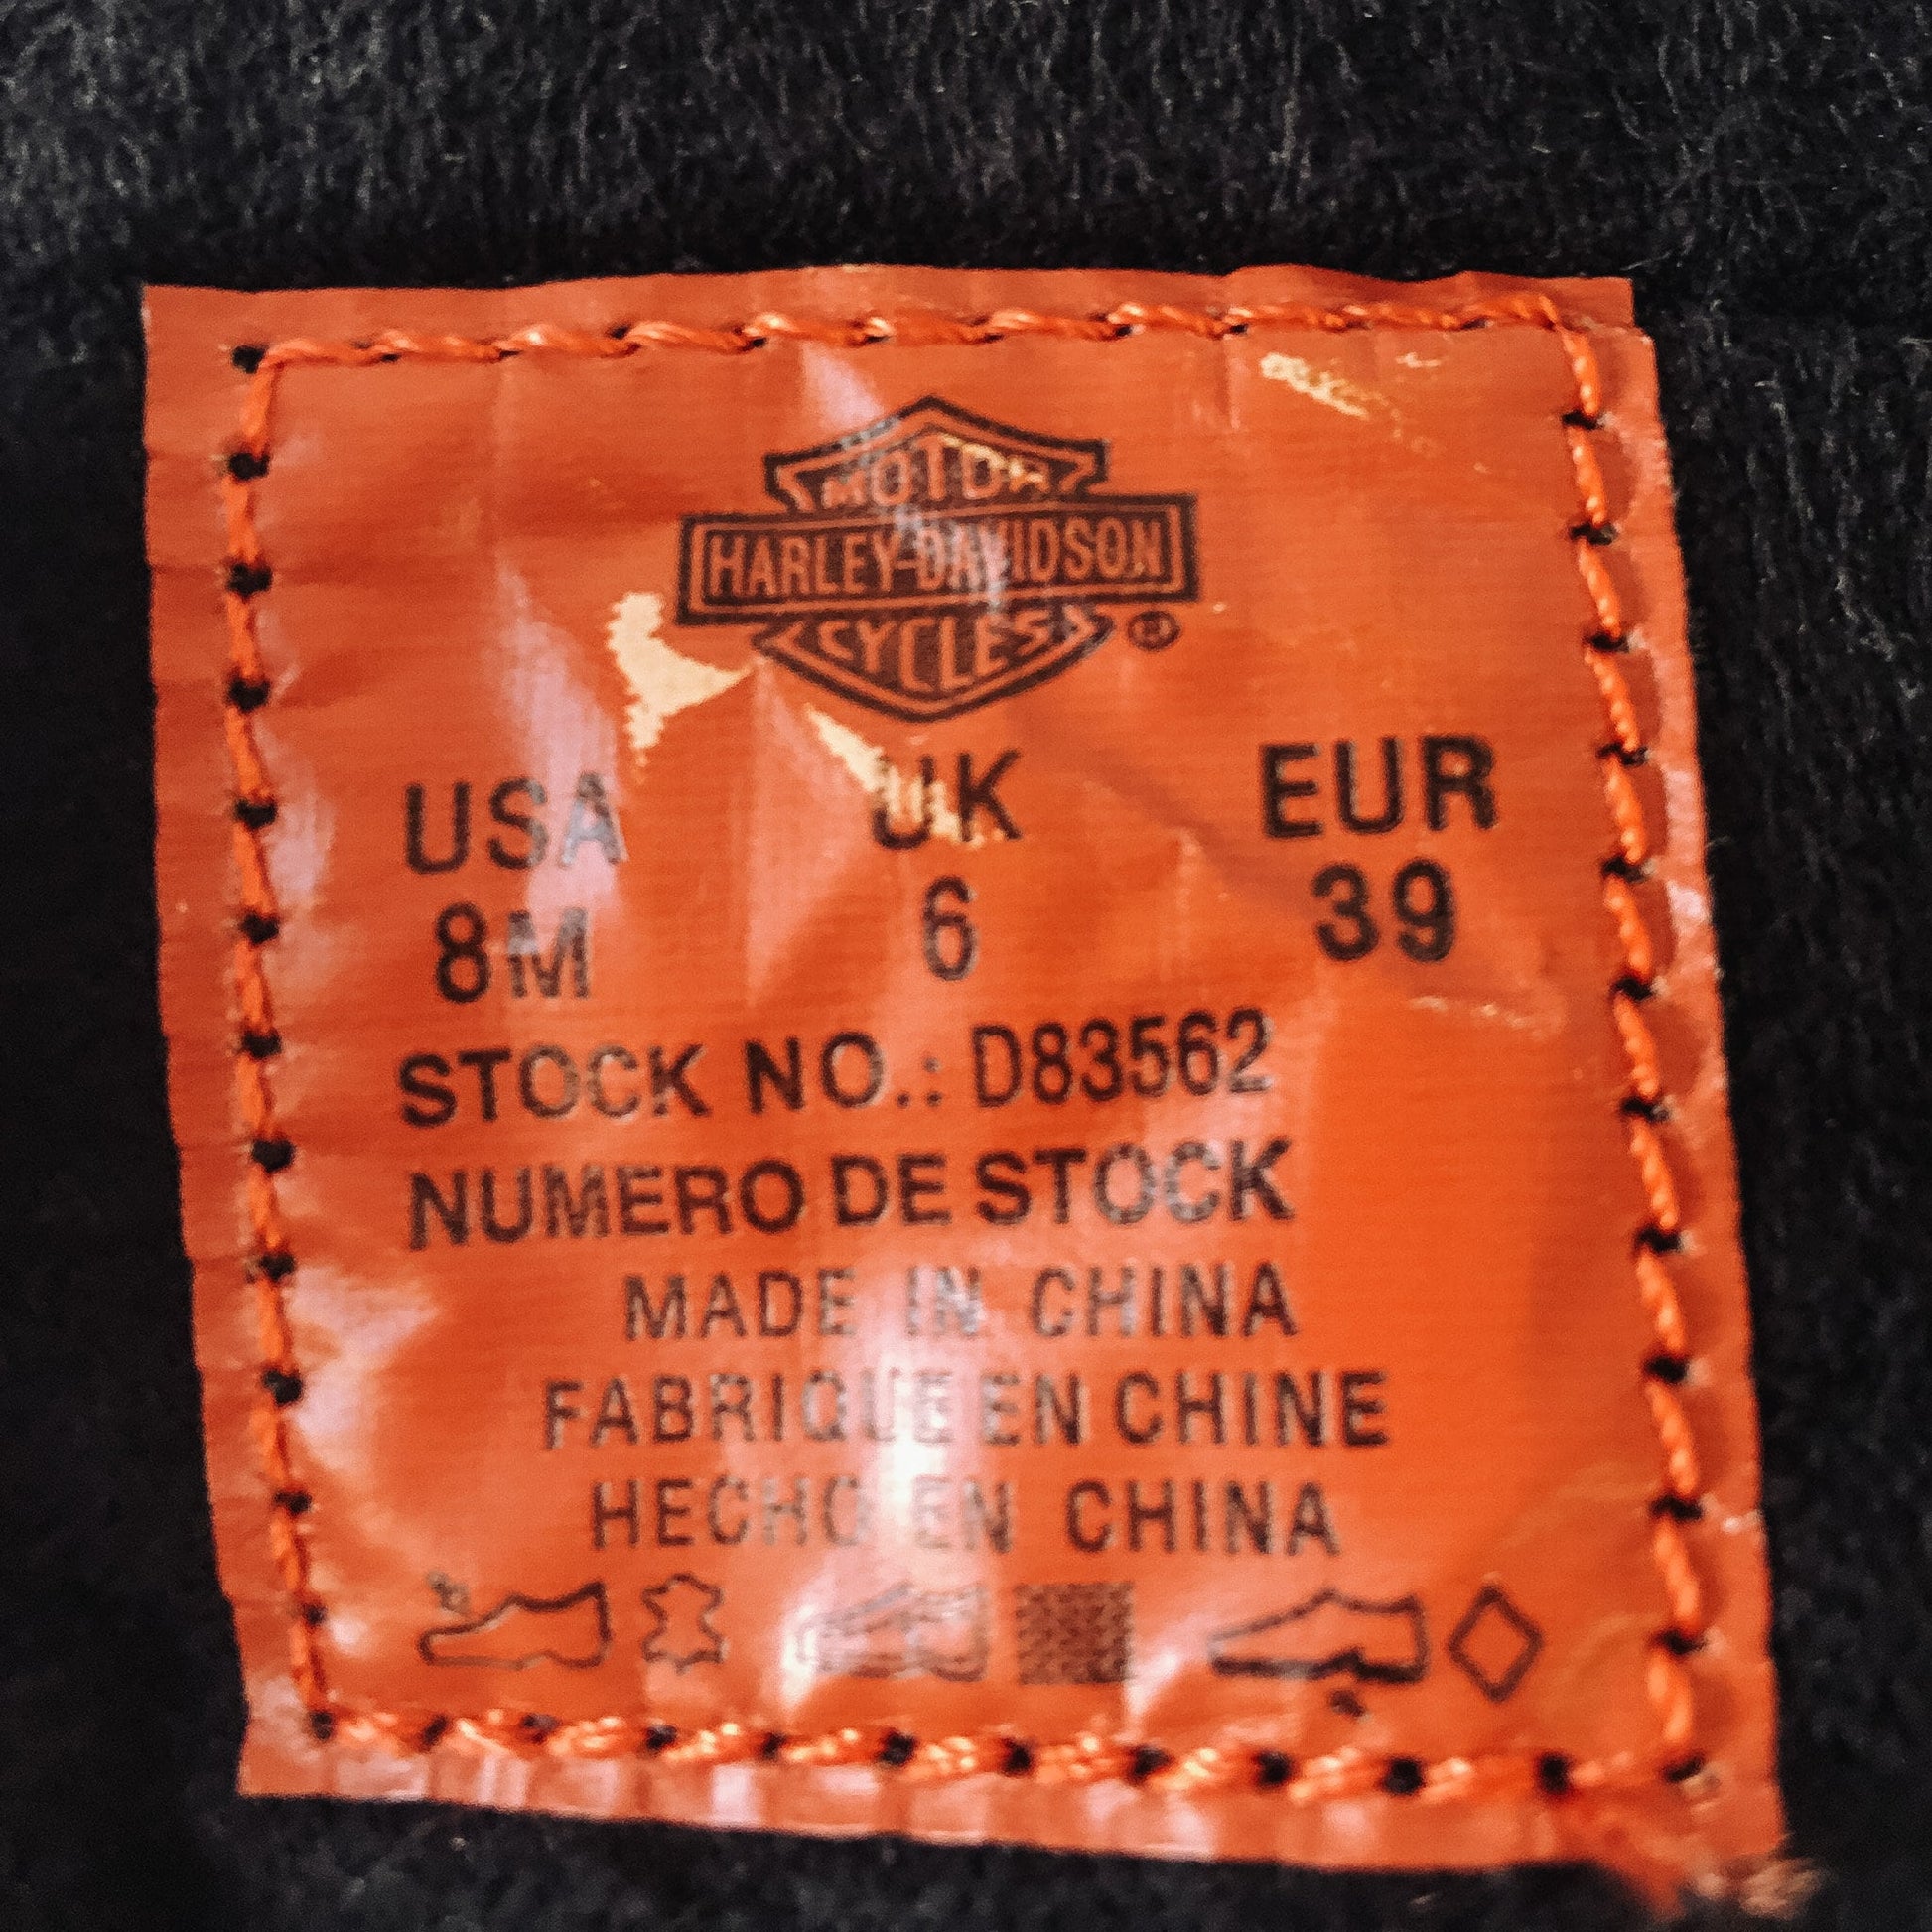 MOTOR
HARLEY-DAVIDSON
CYCLES ®
USA UK EUR
8M 6 39
STOCK NO.: D83562
NUMERO DE STOCK
MADE IN CHINA
FABRIQUE EN CHINE
HECHO EN CHINA